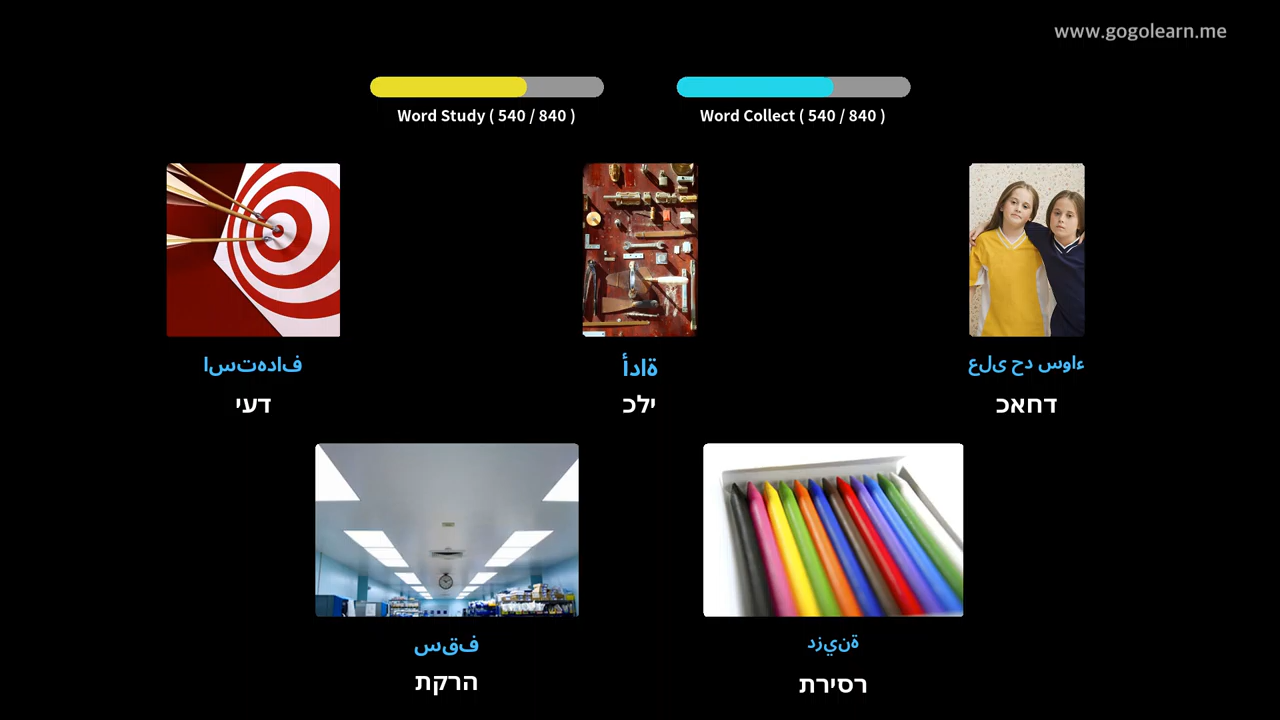 www.gogolearn.me
Word Study ( 540 / 840 )
Word Collect ( 540 / 840 )
فادهتسا
דעי
ةادأ
ילכ
ءاوس دح ىلع
דחאכ
فقس
הרקת
ةنيزد
רסירת